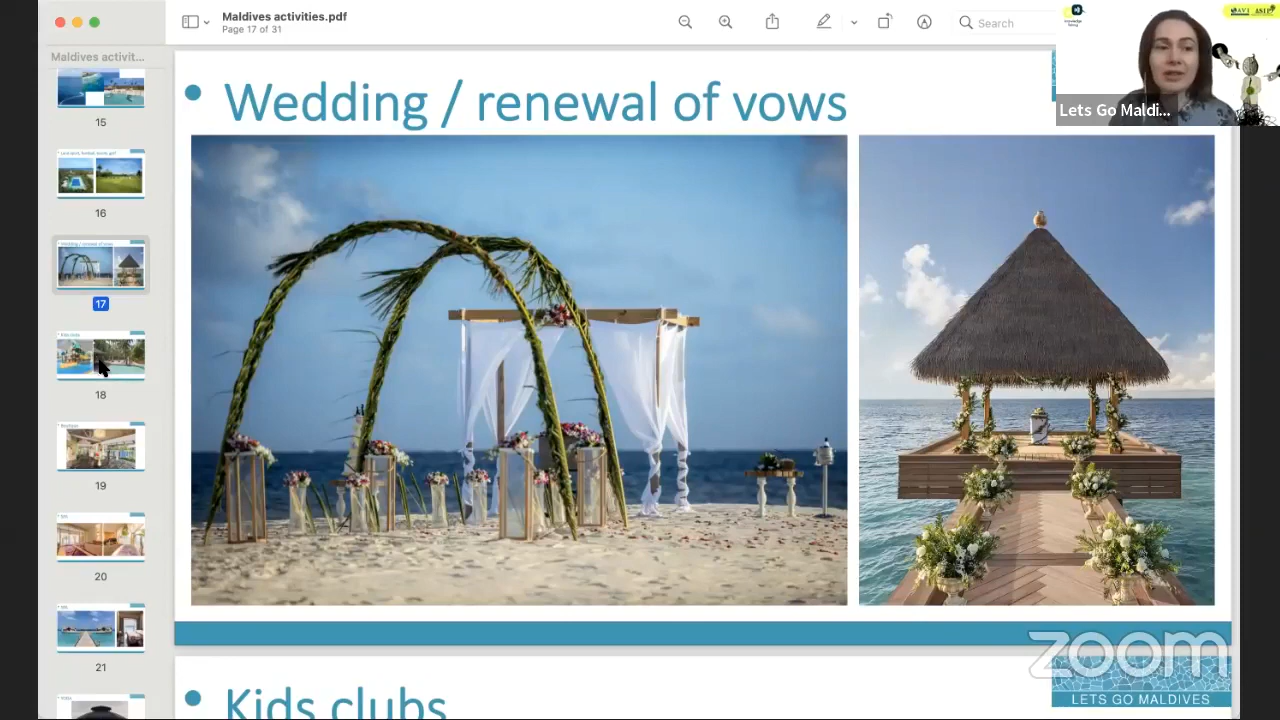 Maldives activities.pdf
Page 17 of 31
Search
Maldives activit...
15
16
17
18
19
20
21
• Wedding / renewal of vows
• Kids clubs
Lets Go Maldi...
zoom
LETS GO MALDIVES